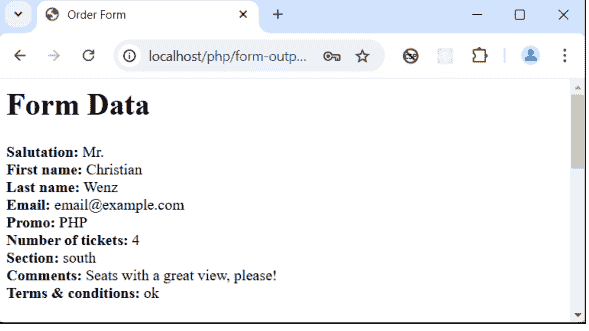 Order Form
localhost/php/form-outp...
Form Data
Salutation: Mr.
First name: Christian
Last name: Wenz
Email: email@example.com
Promo: PHP
Number of tickets: 4
Section: south
Comments: Seats with a great view, please!
Terms & conditions: ok